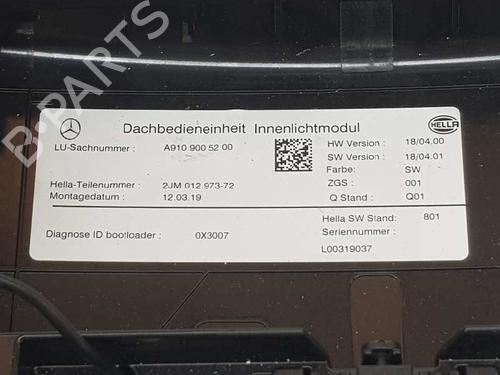 Dachbedieneinheit Innenlichtmodul
HELLA
LU-Sachnummer : A910 900 52 00
HW Version : 18/04.00
SW Version : 18/04.01
Farbe: SW
Hella-Teilenummer : 2JM 012 973-72
ZGS : 001
Montagedatum : 12.03.19
Q Stand : Q01
Hella SW Stand: 801
Diagnose ID bootloader : 0X3007
Seriennummer :
L00319037
B-PARTS